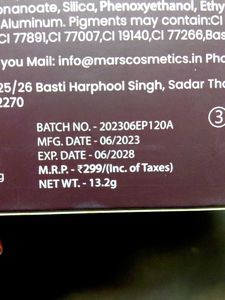 onanoate, Silica, Phenoxyethanol, Ethy
Aluminum. Pigments may contain:CI
CI 77891,CI 77007,CI 19140,CI 77266,Bas
you Mail: info@marscosmetics.in Pho
25/26 Basti Harphool Singh, Sadar Tha
2270
3
BATCH NO. - 202306EP120A
MFG. DATE - 06/2023
EXP. DATE - 06/2028
M.R.P. - ₹299/(Inc. of Taxes)
NET WT. - 13.2g
g